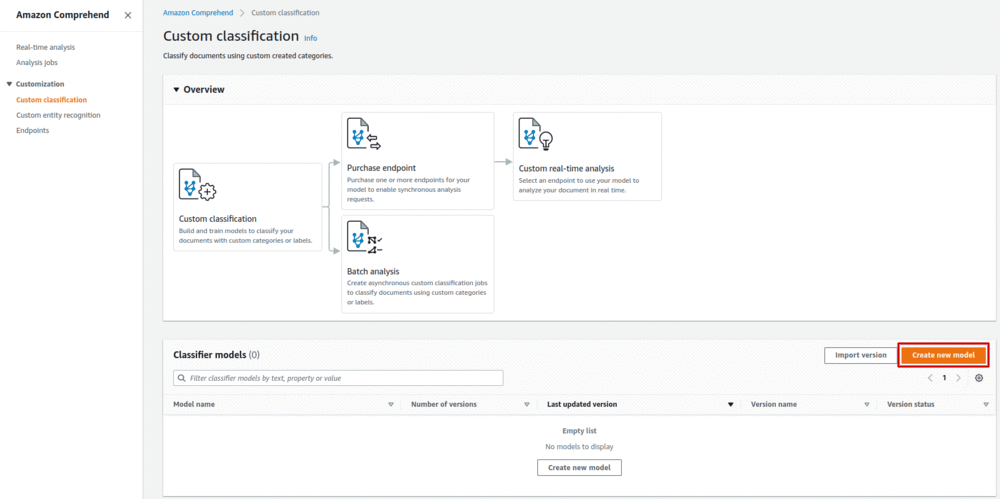 Amazon Comprehend
Real-time analysis
Analysis jobs
Customization
Custom classification
Custom entity recognition
Endpoints
Amazon Comprehend > Custom classification
Custom classification Info
Classify documents using custom created categories.
Overview
Custom classification
Build and train models to classify your
documents with custom categories or labels.
Purchase endpoint
Purchase one or more endpoints for your
model to enable synchronous analysis
requests.
Batch analysis
Create asynchronous custom classification jobs
to classify documents using custom categories
or labels.
Custom real-time analysis
Select an endpoint to use your model to
analyze your document in real time.
Classifier models (0)
Import version
Create new model
Filter classifier models by text, property or value
1
Model name Number of versions Last updated version Version name Version status
Empty list
No models to display
Create new model